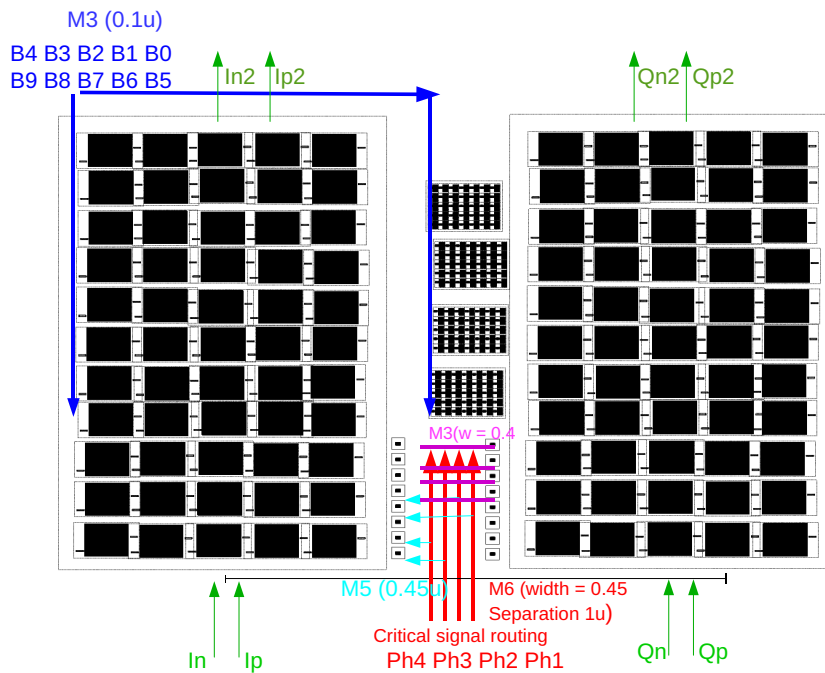 M3 (0.1u)
B4 B3 B2 B1 B0
B9 B8 B7 B6 B5
In2 Ip2
Qn2 Qp2
M3(w = 0.4
M5 (0.45u)
M6 (width = 0.45
Separation 1u)
Critical signal routing
Ph4 Ph3 Ph2 Ph1
In Ip
Qn Qp